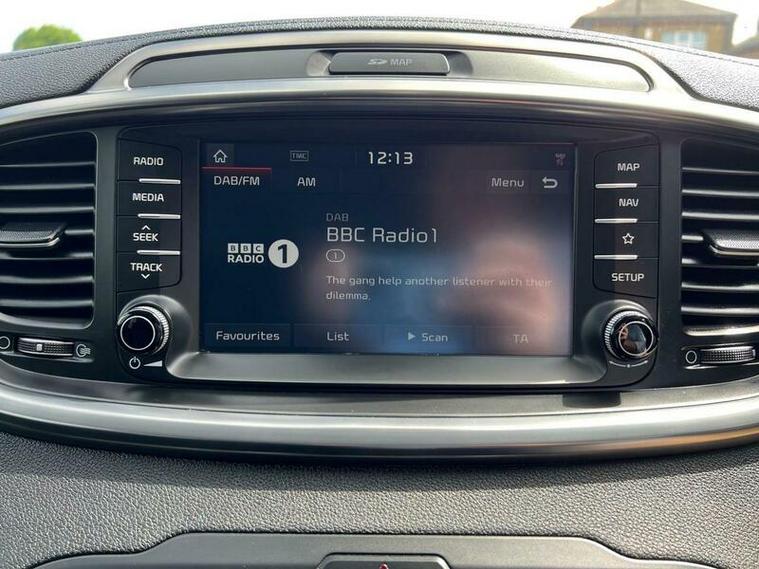 SD MAP
RADIO
MEDIA
SEEK
TRACK
TMC
12:13
DAB/FM
AM
Menu
BBC
RADIO 1
DAB
BBC Radio1
1
The gang help another listener with their
dilemma.
Favourites
List
Scan
TA
MAP
NAV
SETUP